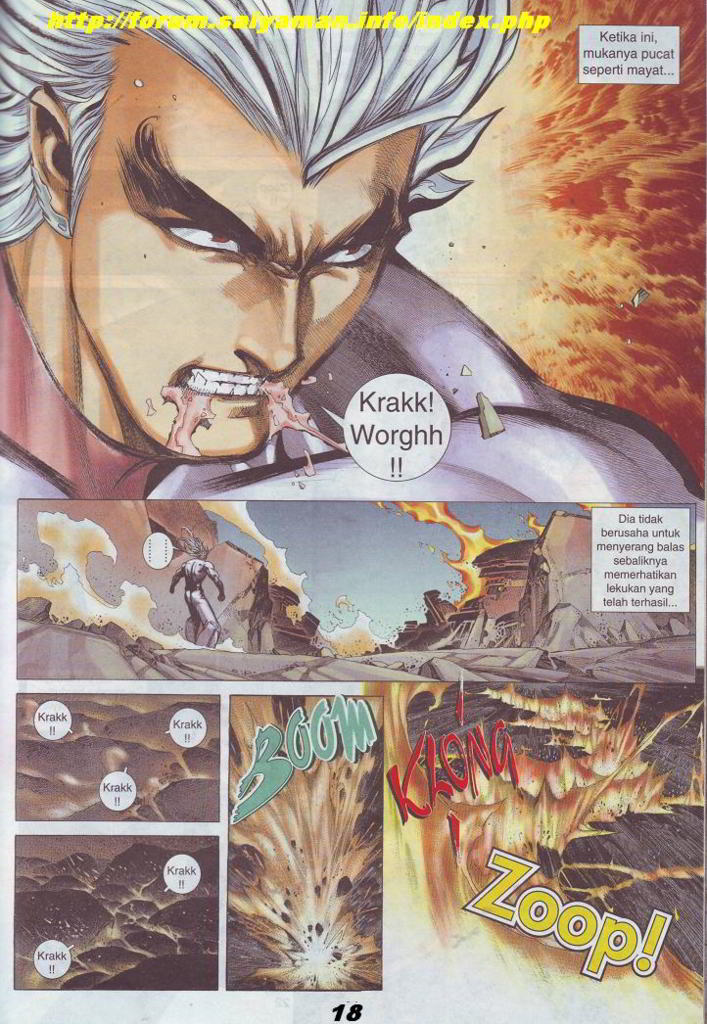 http://forum.saiyaman.info/index.php
Ketika ini,
mukanya pucat
seperti mayat...
Krakk!
Worghh
!!
......
Dia tidak
berusaha untuk
menyerang balas
sebaliknya
memerhatikan
lekukan yang
telah terhasil...
Krakk
!!
Krakk
!!
Krakk
!!
Krakk
!!
Krakk
!!
BOOM
KLONG
Zoop!
18